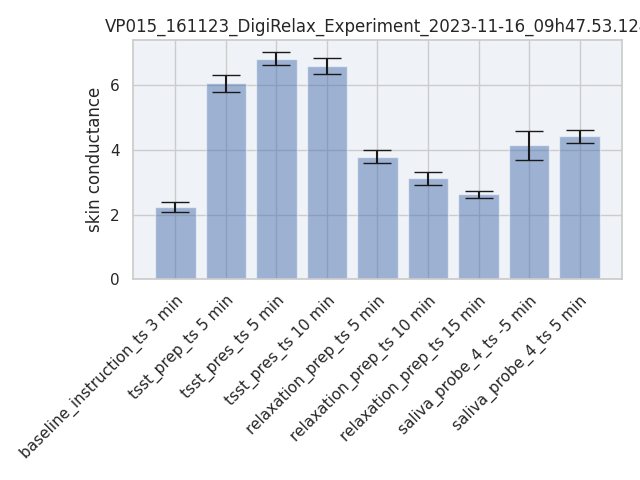 VP015_161123_DigiRelax_Experiment_2023-11-16_09h47.53.12
skin conductance
6
4
2
0
baseline_instruction_ts 3 min
tsst_prep_ts 5 min
tsst_pres_ts 5 min
tsst_pres_ts 10 min
relaxation_prep_ts 5 min
relaxation_prep_ts 10 min
relaxation_prep_ts 15 min
saliva_probe_4_ts -5 min
saliva_probe_4_ts 5 min